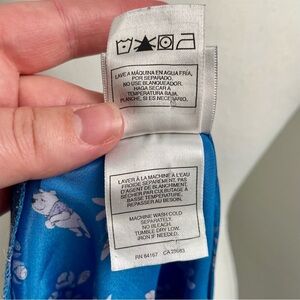 LAVE A MÁQUINA EN AGUA FRÍA,
POR SEPARADO.
NO USE BLANQUEADOR.
HAGA SECAR A
TEMPERATURA BAJA.
PLANCHE, SI ES NECESARIO.
LAVER À LA MACHINE À L'EAU
FROIDE SÉPAREMENT. PAS
D'AGENT DE BLANCHIMENT.
SÉCHER PAR CULBUTAGE À
BASSE TEMPÉRATURE.
REPASSER AU BESOIN.
MACHINE WASH COLD
SEPARATELY.
NO BLEACH.
TUMBLE DRY LOW.
IRON IF NEEDED.
RN 64167 CA 28683